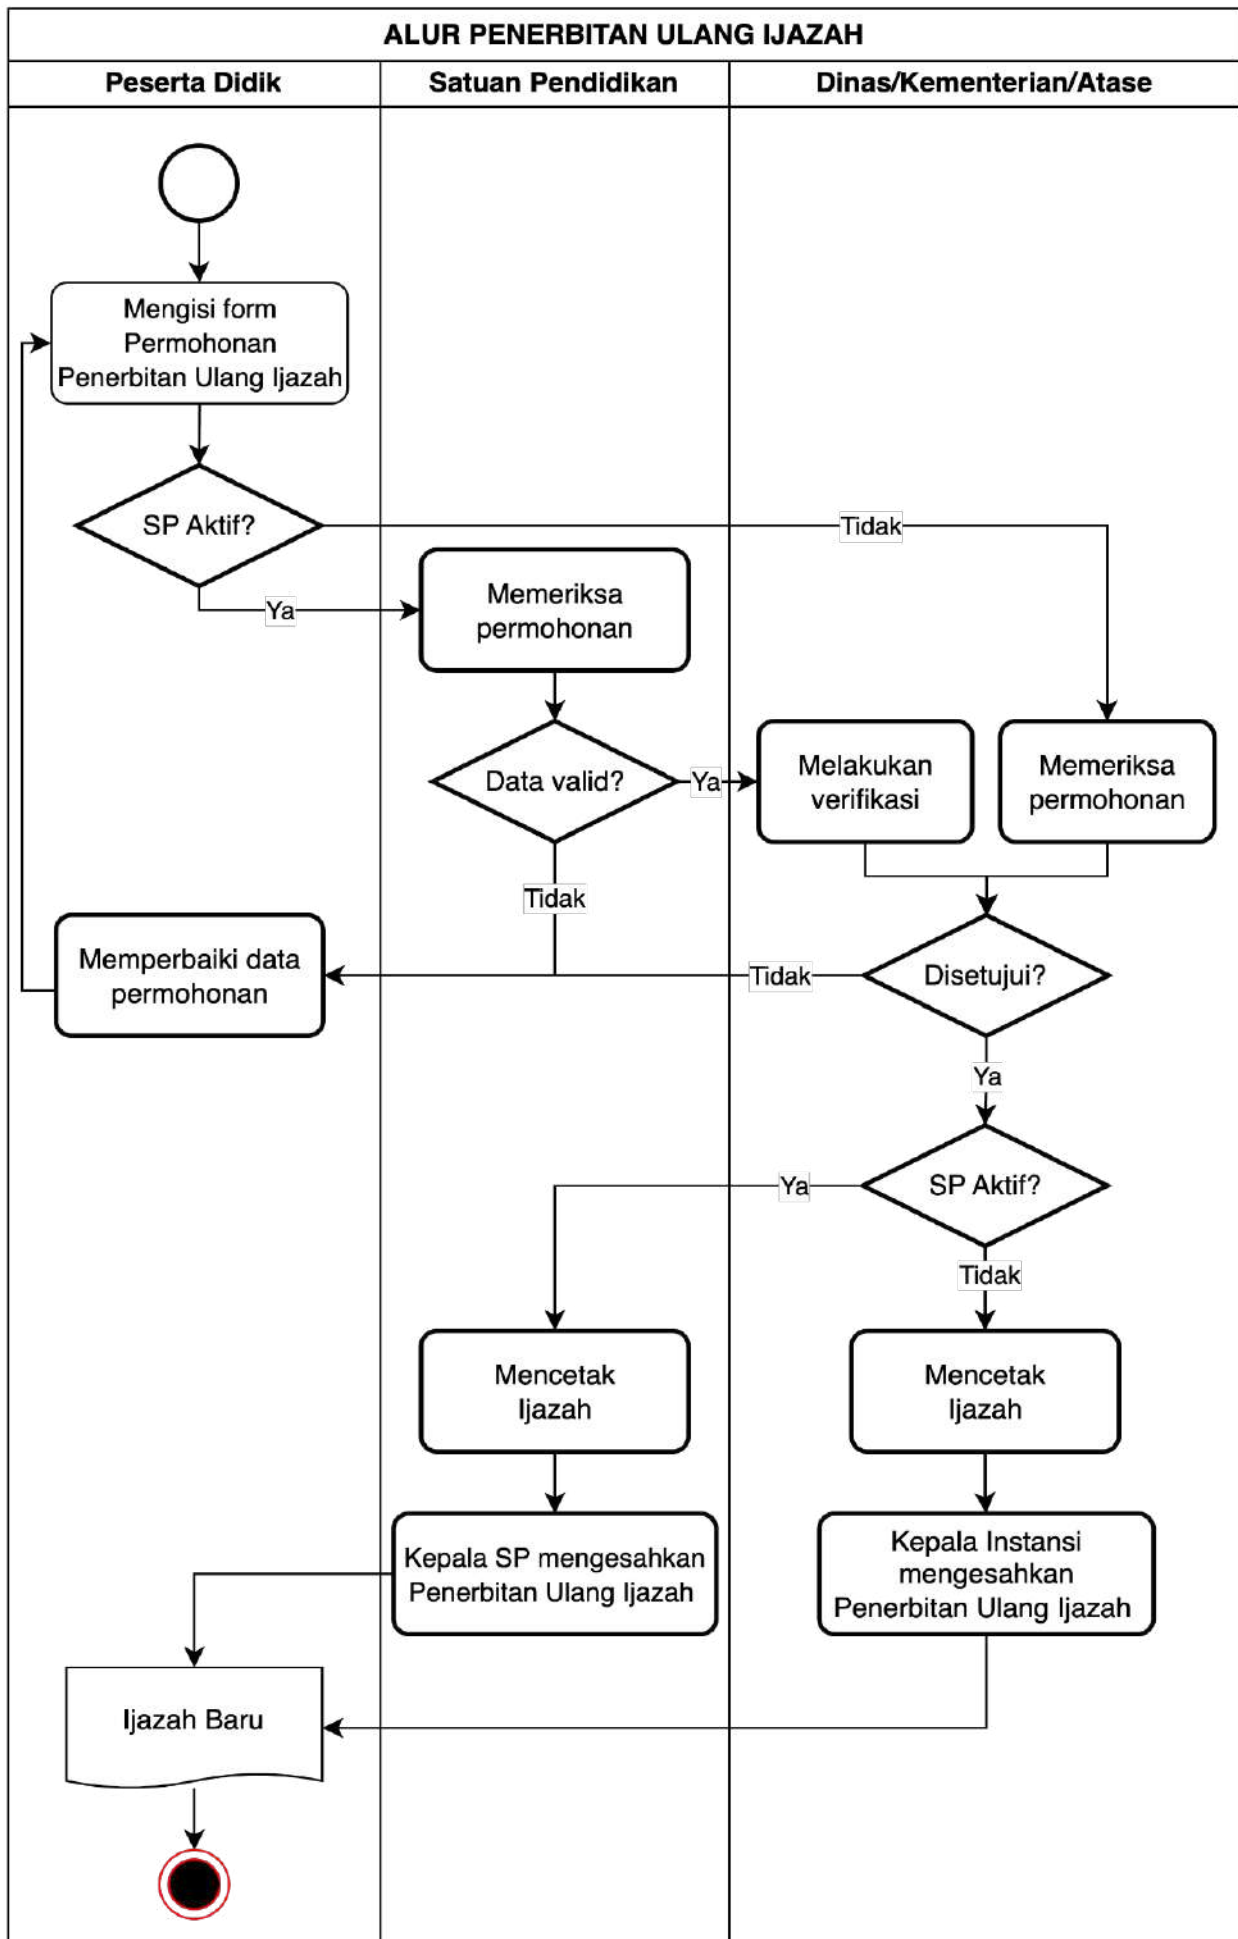 ALUR PENERBITAN ULANG IJAZAH
Peserta Didik
Satuan Pendidikan
Dinas/Kementerian/Atase
Mengisi form
Permohonan
Penerbitan Ulang Ijazah
SP Aktif?
Tidak
Ya
Memeriksa
permohonan
Data valid?
Ya
Melakukan
verifikasi
Memeriksa
permohonan
Tidak
Memperbaiki data
permohonan
Tidak
Disetujui?
Ya
SP Aktif?
Ya
Tidak
Mencetak
Ijazah
Mencetak
Ijazah
Kepala SP mengesahkan
Penerbitan Ulang Ijazah
Kepala Instansi
mengesahkan
Penerbitan Ulang Ijazah
Ijazah Baru